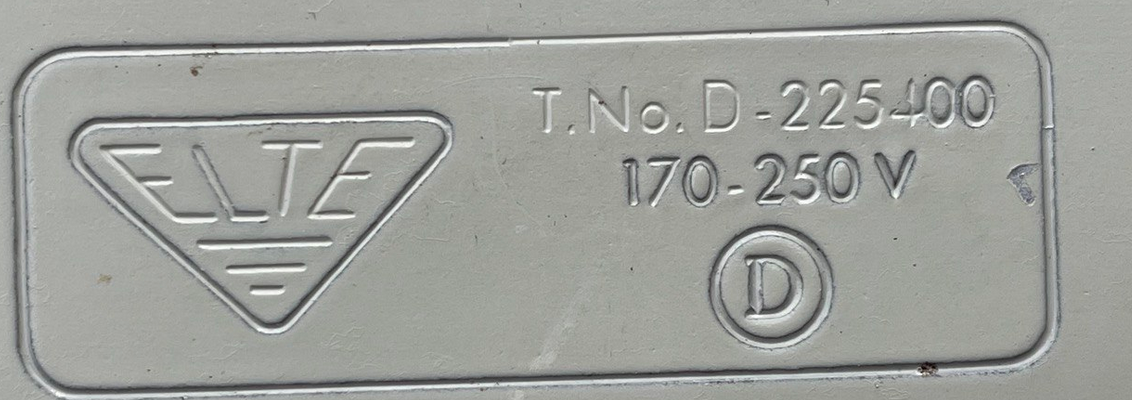 ELTE
T. No. D-225400
170-250 V
D